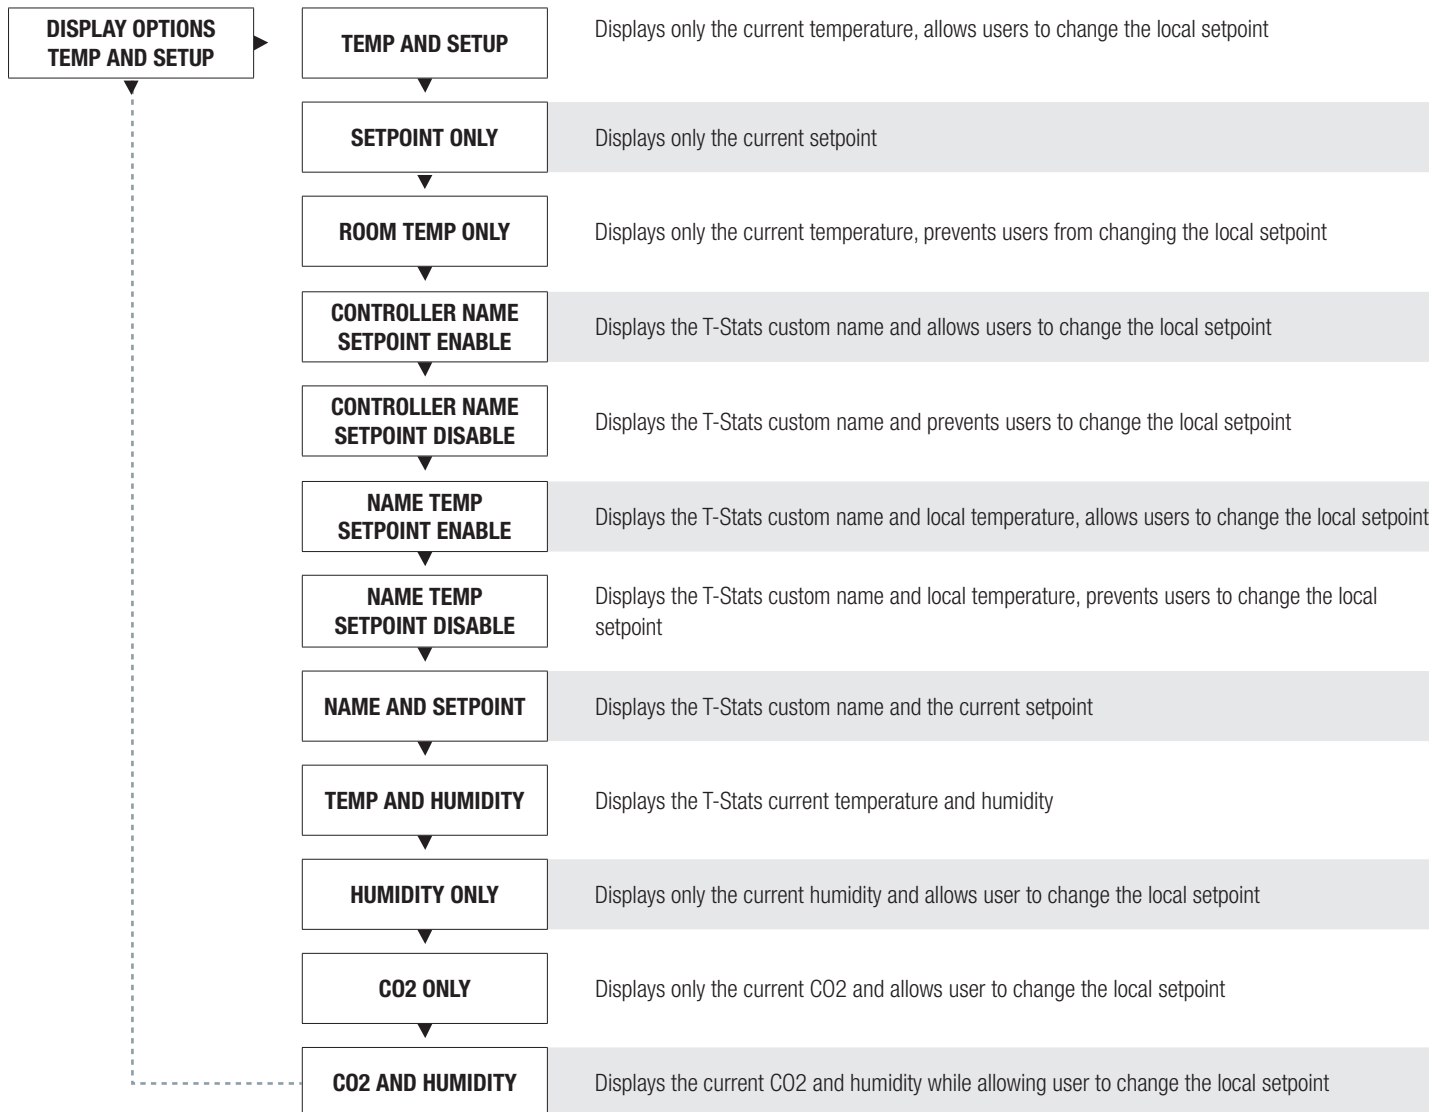 DISPLAY OPTIONS
TEMP AND SETUP
TEMP AND SETUP
Displays only the current temperature, allows users to change the local setpoint
SETPOINT ONLY
Displays only the current setpoint
ROOM TEMP ONLY
Displays only the current temperature, prevents users from changing the local setpoint
CONTROLLER NAME
SETPOINT ENABLE
Displays the T-Stats custom name and allows users to change the local setpoint
CONTROLLER NAME
SETPOINT DISABLE
Displays the T-Stats custom name and prevents users to change the local setpoint
NAME TEMP
SETPOINT ENABLE
Displays the T-Stats custom name and local temperature, allows users to change the local setpoint
NAME TEMP
SETPOINT DISABLE
Displays the T-Stats custom name and local temperature, prevents users to change the local
setpoint
NAME AND SETPOINT
Displays the T-Stats custom name and the current setpoint
TEMP AND HUMIDITY
Displays the T-Stats current temperature and humidity
HUMIDITY ONLY
Displays only the current humidity and allows user to change the local setpoint
CO2 ONLY
Displays only the current CO2 and allows user to change the local setpoint
CO2 AND HUMIDITY
Displays the current CO2 and humidity while allowing user to change the local setpoint